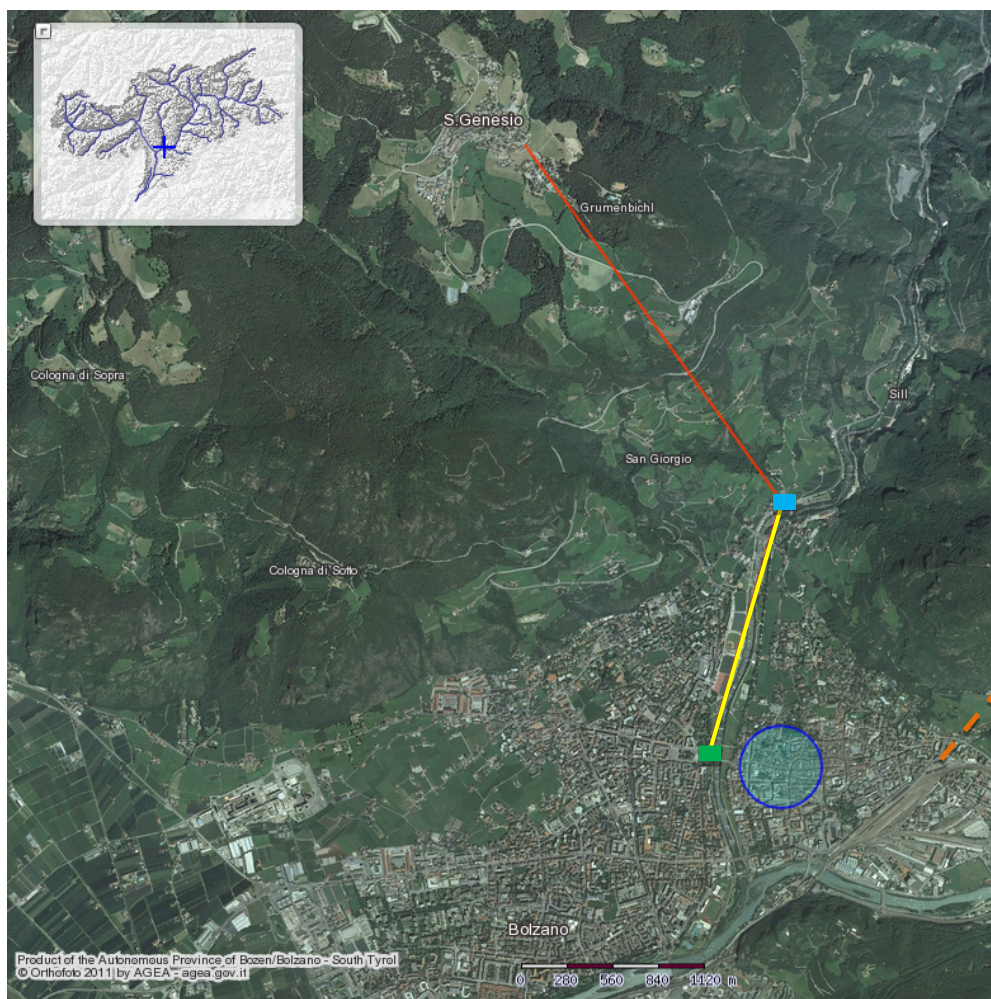 S.Genesio
Grumenbichl
Cologna di Sopra
Sill
San Giorgio
Cologna di Sotto
Bolzano
Product of the Autonomous Province of Bozen/Bolzano - South Tyrol
© Orthofoto 2011 by AGEA - agea.gov.it
0 280 560 840 1120 m